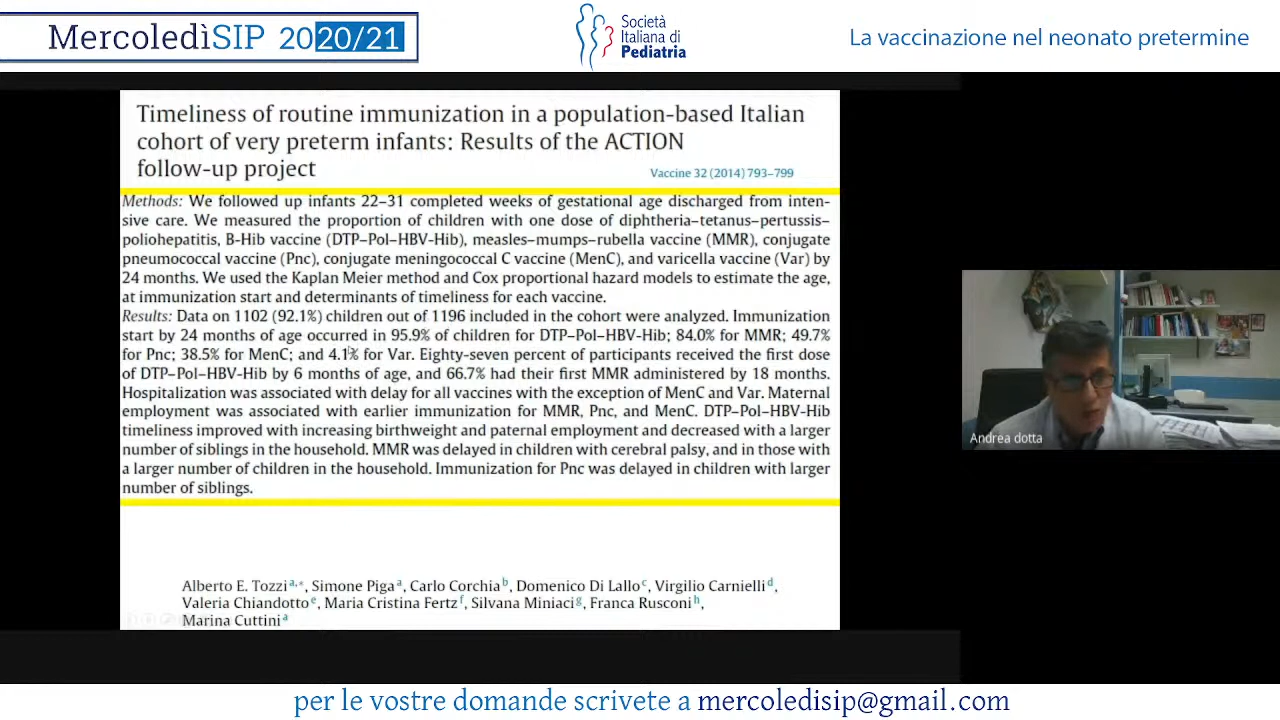 MercoledìSIP 2020/21
Società
Italiana di
Pediatria
La vaccinazione nel neonato pretermine
Timeliness of routine immunization in a population-based Italian
cohort of very preterm infants: Results of the ACTION
follow-up project
Vaccine 32 (2014) 793–799
Methods: We followed up infants 22–31 completed weeks of gestational age discharged from inten-
sive care. We measured the proportion of children with one dose of diphtheria–tetanus–pertussis–
poliohepatitis, B-Hib vaccine (DTP–Pol–HBV-Hib), measles–mumps–rubella vaccine (MMR), conjugate
pneumococcal vaccine (Pnc), conjugate meningococcal C vaccine (MenC), and varicella vaccine (Var) by
24 months. We used the Kaplan Meier method and Cox proportional hazard models to estimate the age,
at immunization start and determinants of timeliness for each vaccine.
Results: Data on 1102 (92.1%) children out of 1196 included in the cohort were analyzed. Immunization
start by 24 months of age occurred in 95.9% of children for DTP–Pol-HBV-Hib; 84.0% for MMR; 49.7%
for Pnc; 38.5% for MenC; and 4.1% for Var. Eighty-seven percent of participants received the first dose
of DTP–Pol–HBV-Hib by 6 months of age, and 66.7% had their first MMR administered by 18 months.
Hospitalization was associated with delay for all vaccines with the exception of MenC and Var. Maternal
employment was associated with earlier immunization for MMR, Pnc, and MenC. DTP–Pol–HBV-Hib
timeliness improved with increasing birthweight and paternal employment and decreased with a larger
number of siblings in the household. MMR was delayed in children with cerebral palsy, and in those with
a larger number of children in the household. Immunization for Pnc was delayed in children with larger
number of siblings.
Alberto E. Tozzi a,*, Simone Piga a, Carlo Corchia b, Domenico Di Lallo c, Virgilio Carnielli d,
Valeria Chiandotto e, Maria Cristina Fertz f, Silvana Miniaci g, Franca Rusconi h,
Marina Cuttini a
Andrea dotta
per le vostre domande scrivete a mercoledisip@gmail.com